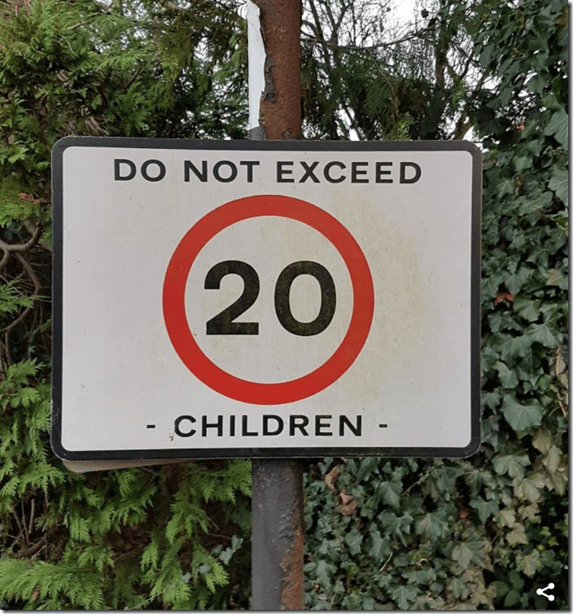 DO NOT EXCEED
20
- CHILDREN -